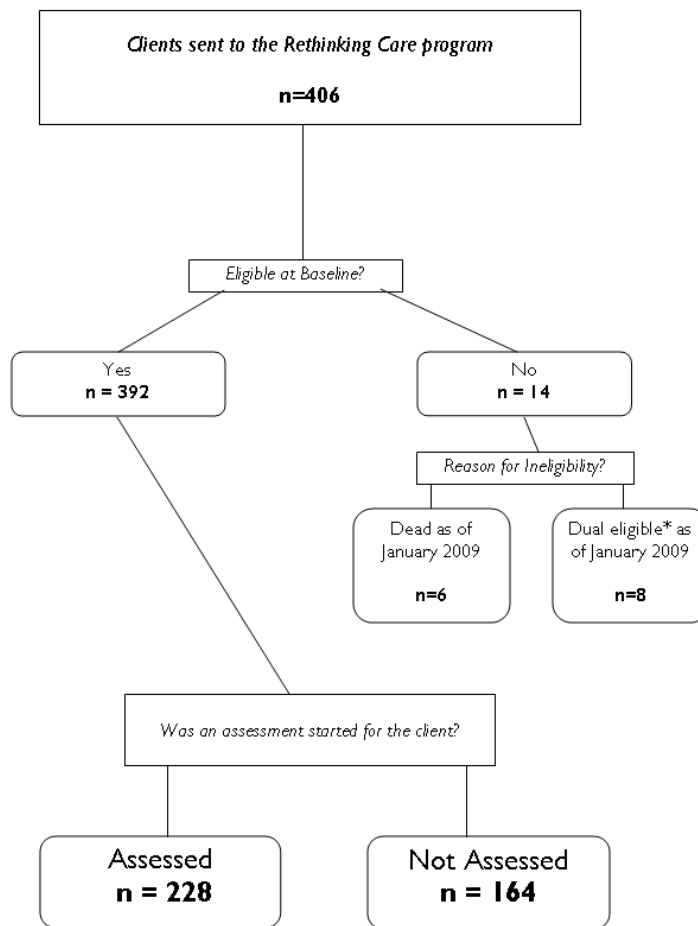 Clients sent to the Rethinking Care program
n=406
Eligible at Baseline?
Yes
n = 392
No
n = 14
Reason for Ineligibility?
Dead as of
January 2009
n=6
Dual eligible* as
of January 2009
n=8
Was an assessment started for the client?
Assessed
n = 228
Not Assessed
n = 164